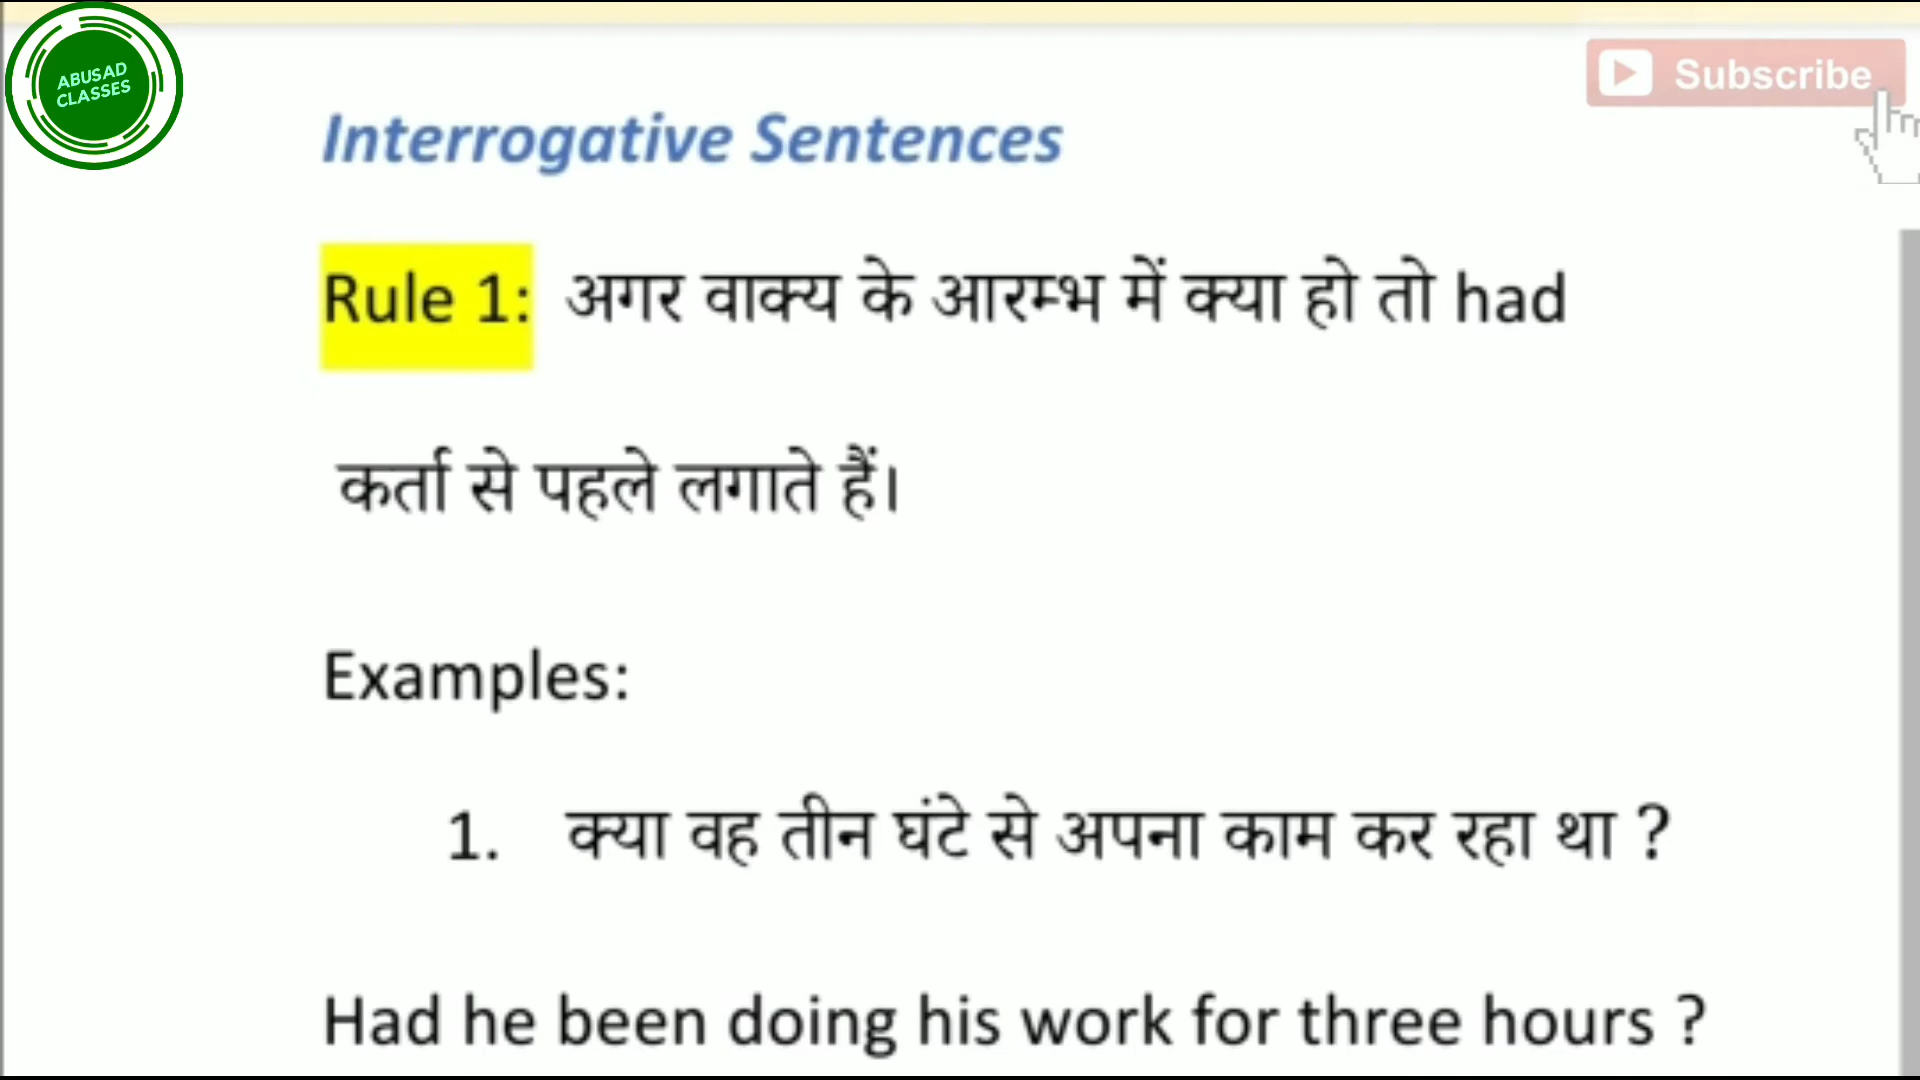 ABUSAD
CLASSES
Subscribe
Interrogative Sentences
Rule 1: अगर वाक्य के आरम्भ में क्या हो तो had
कर्ता से पहले लगाते हैं।
Examples:
1. क्या वह तीन घंटे से अपना काम कर रहा था ?
Had he been doing his work for three hours ?